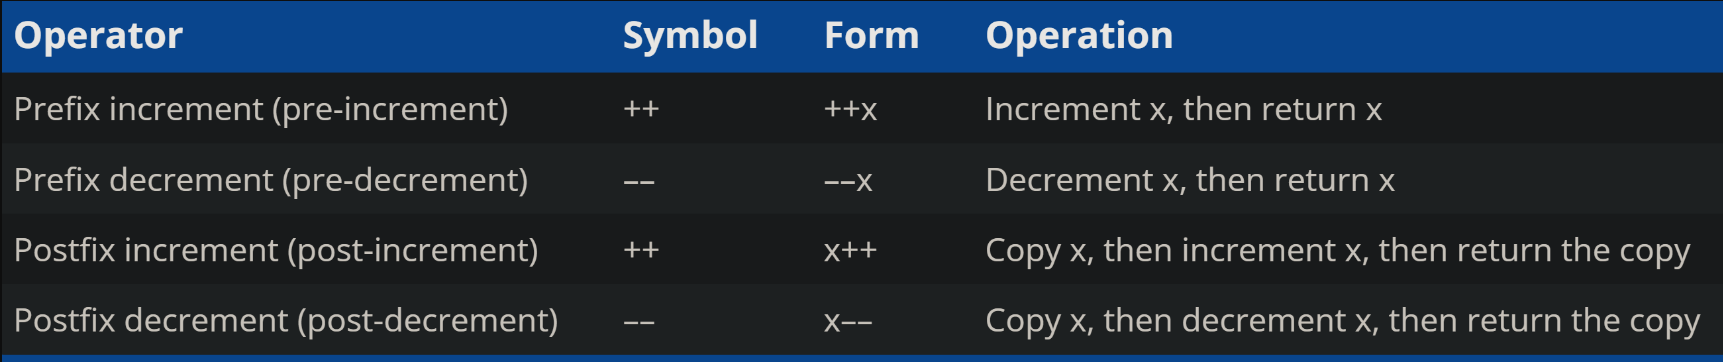 Operator Symbol Form Operation
Prefix increment (pre-increment) ++ ++x Increment x, then return x
Prefix decrement (pre-decrement) –– ––x Decrement x, then return x
Postfix increment (post-increment) ++ x++ Copy x, then increment x, then return the copy
Postfix decrement (post-decrement) –– x–– Copy x, then decrement x, then return the copy